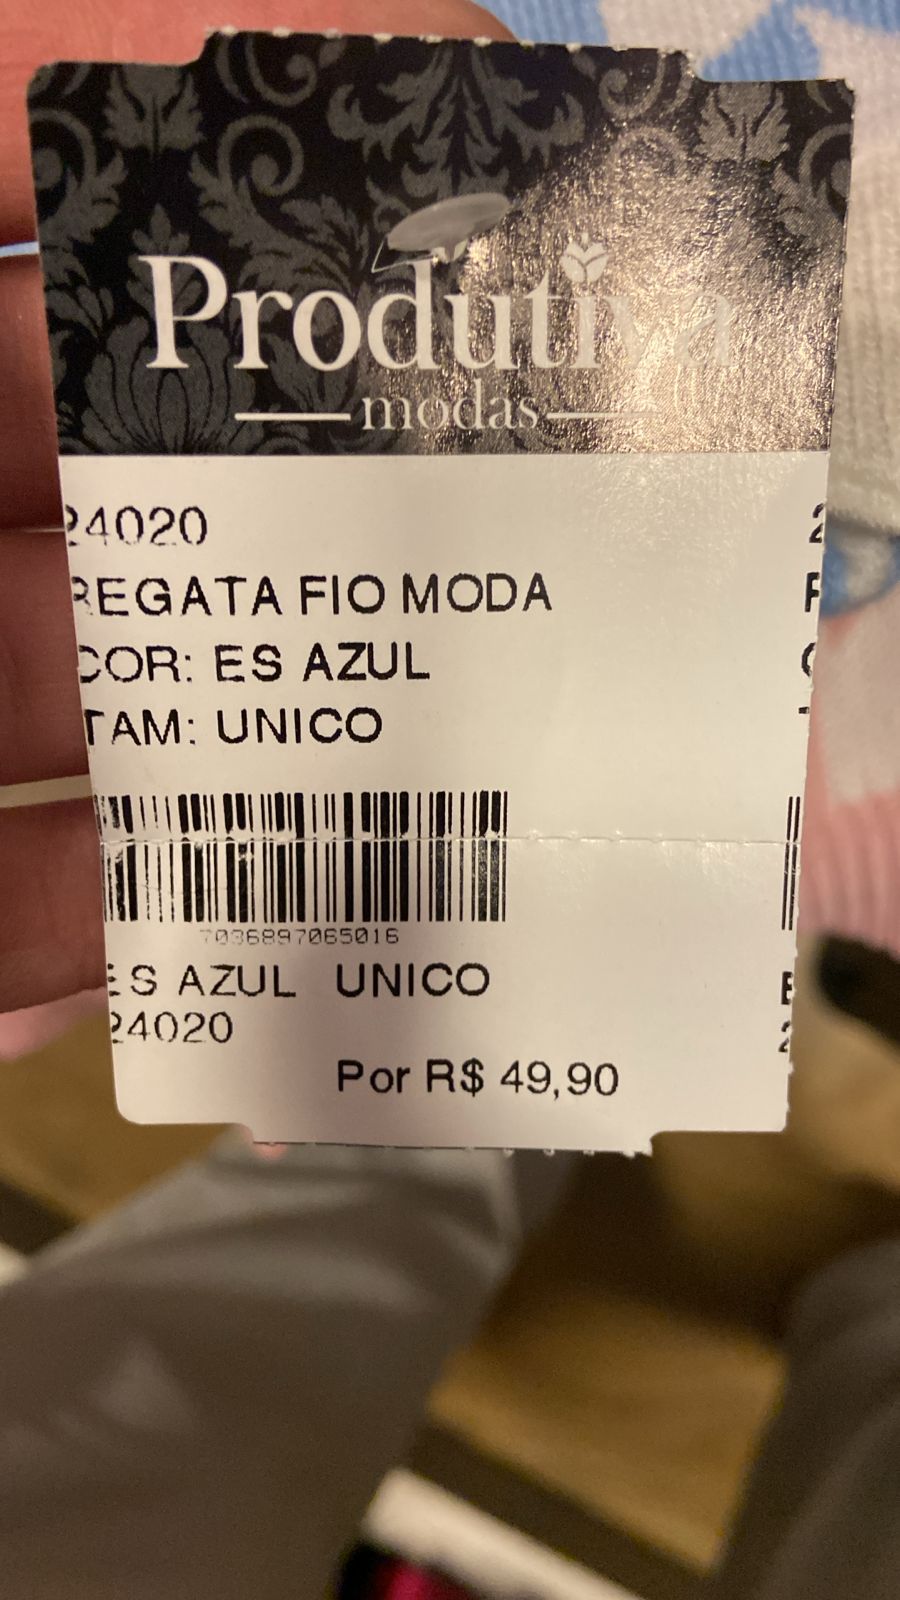 Produtiva
modas
24020
REGATA FIO MODA
COR: ES AZUL
TAM: UNICO
7036897065016
ES AZUL UNICO
24020
Por R$ 49,90